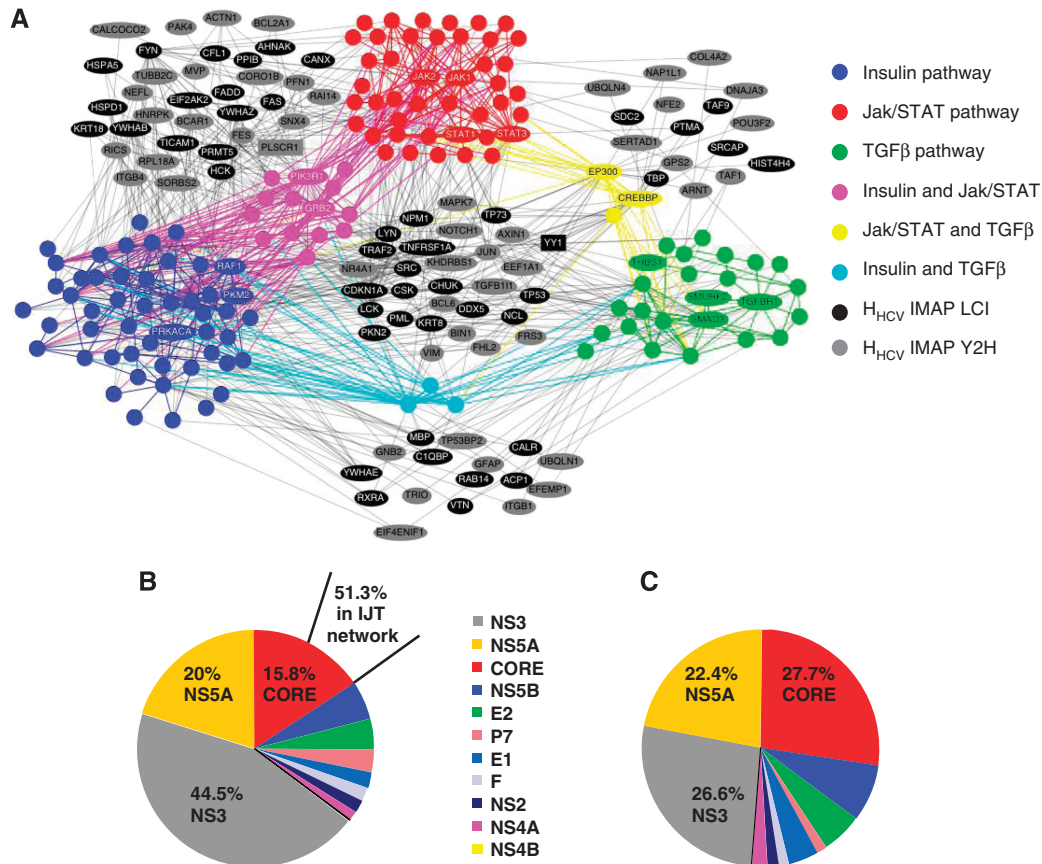 A
CALCOCO2
PAK4
ACTN1
BCL2A1
FYN
CFL1
AHNAK
PPIB
CANX
HSPA5
TUBB2C
MVP
CORO1B
PFN1
NEFL
EIF2AK2
FADD
FAS
RAI14
HSPD1
HNRPK
BCAR1
YWHAZ
SNX4
KRT18
YWHAB
TICAM1
FES
PLSCR1
RICS
RPL18A
PRMT5
HCK
ITGB4
SORBS2
JAK2
JAK1
STAT1
STAT3
PIK3R1
GRB2
COL4A2
NAP1L1
UBQLN4
DNAJA3
NFE2
TAF9
SDC2
PTMA
POU3F2
SERTAD1
SRCAP
GPS2
HIST4H4
TBP
TAF1
ARNT
EP300
CREBBP
MAPK7
NPM1
TP73
LYN
NOTCH1
AXIN1
TRAF2
TNFRSF1A
JUN
YY1
KHDRBS1
NR4A1
SRC
EEF1A1
CDKN1A
CSK
CHUK
TGFB1I1
TP53
LCK
BCL6
DDX5
PML
NCL
PKN2
KRT8
BIN1
FRS3
VIM
FHL2
RAF1
PKM2
PRKACA
THBS1
SMURF2
TGFBR1
SMAD3
MBP
TP53BP2
CALR
GNB2
C1QBP
GFAP
UBQLN1
YWHAE
RAB14
ACP1
EFEMP1
RXRA
TRIO
VTN
ITGB1
EIF4ENIF1
Insulin pathway
Jak/STAT pathway
TGFβ pathway
Insulin and Jak/STAT
Jak/STAT and TGFβ
Insulin and TGFβ
HHCV IMAP LCI
HHCV IMAP Y2H
B
51.3%
in IJT
network
20%
NS5A
15.8%
CORE
44.5%
NS3
NS3
NS5A
CORE
NS5B
E2
P7
E1
F
NS2
NS4A
NS4B
C
22.4%
NS5A
27.7%
CORE
26.6%
NS3